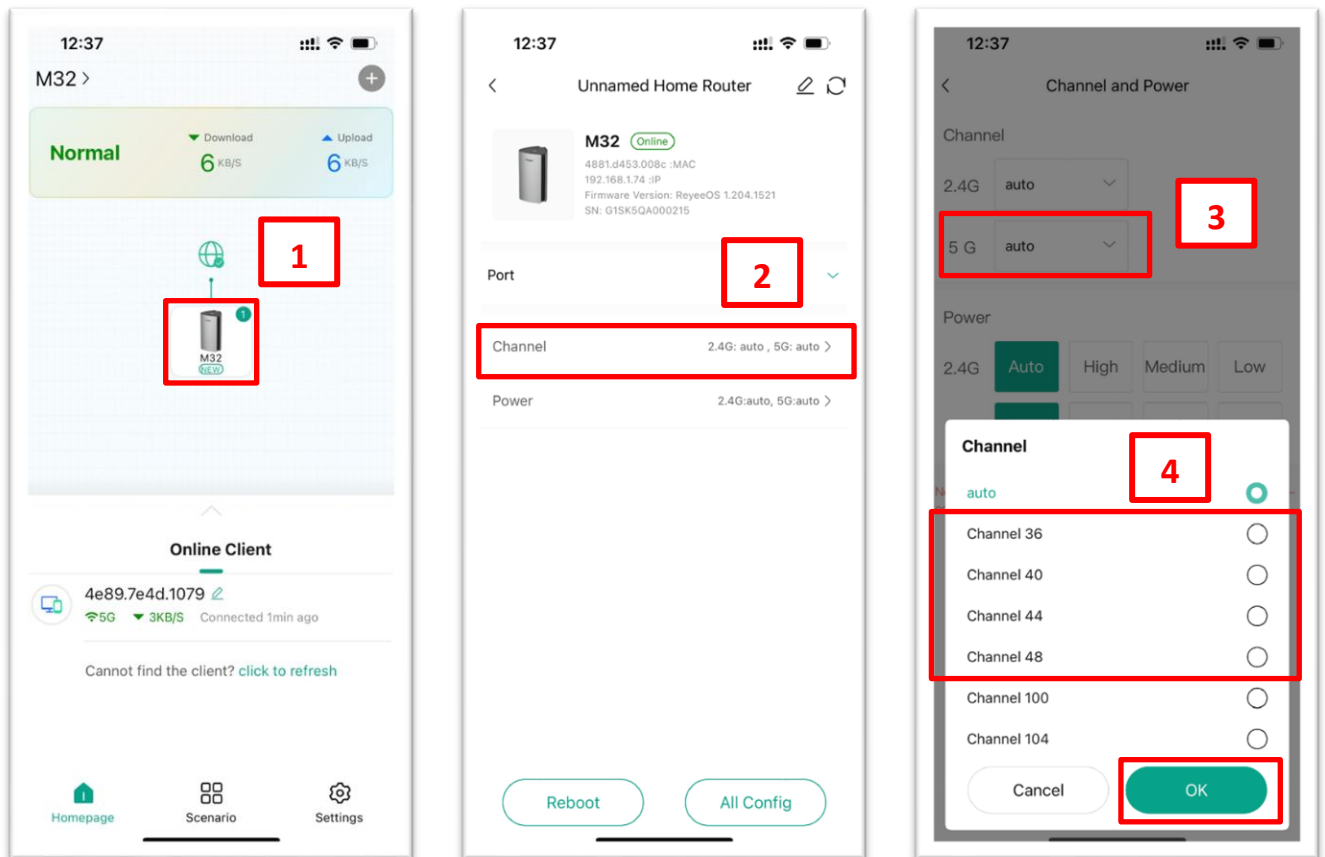 12:37
M32 >
Normal
Download
6 KB/S
Upload
6 KB/S
1
1
M32
NEW
Online Client
4e89.7e4d.1079
5G 3KB/S Connected 1min ago
Cannot find the client? click to refresh
Homepage
Scenario
Settings
12:37
Unnamed Home Router
M32 Online
4881.d453.008c :MAC
192.168.1.74 :IP
Firmware Version: ReyeeOS 1.204.1521
SN: G1SK5QA000215
2
Port
Channel 2.4G: auto , 5G: auto >
Power 2.4G:auto, 5G:auto >
Reboot
All Config
12:37
Channel and Power
Channel
2.4G auto
3
5 G auto
Power
2.4G Auto High Medium Low
Channel
4
auto
Channel 36
Channel 40
Channel 44
Channel 48
Channel 100
Channel 104
Cancel
OK